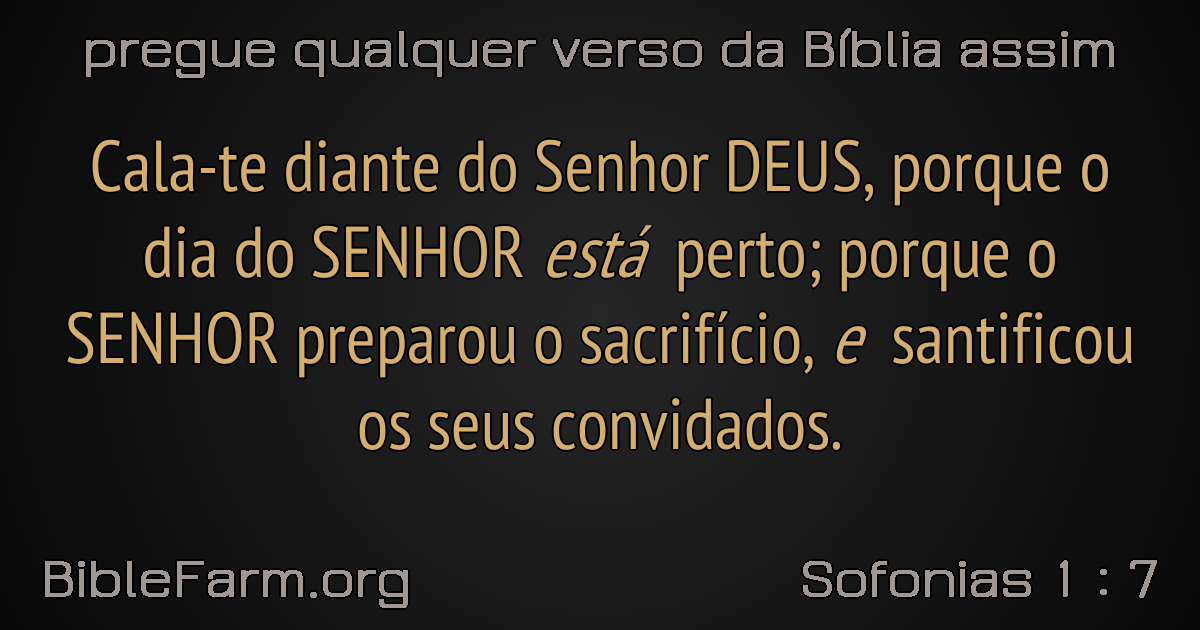 pregue qualquer verso da Bíblia assim
Cala-te diante do Senhor DEUS, porque o
dia do SENHOR está perto; porque o
SENHOR preparou o sacrifício, e santificou
os seus convidados.
BibleFarm.org
Sofonias 1 : 7